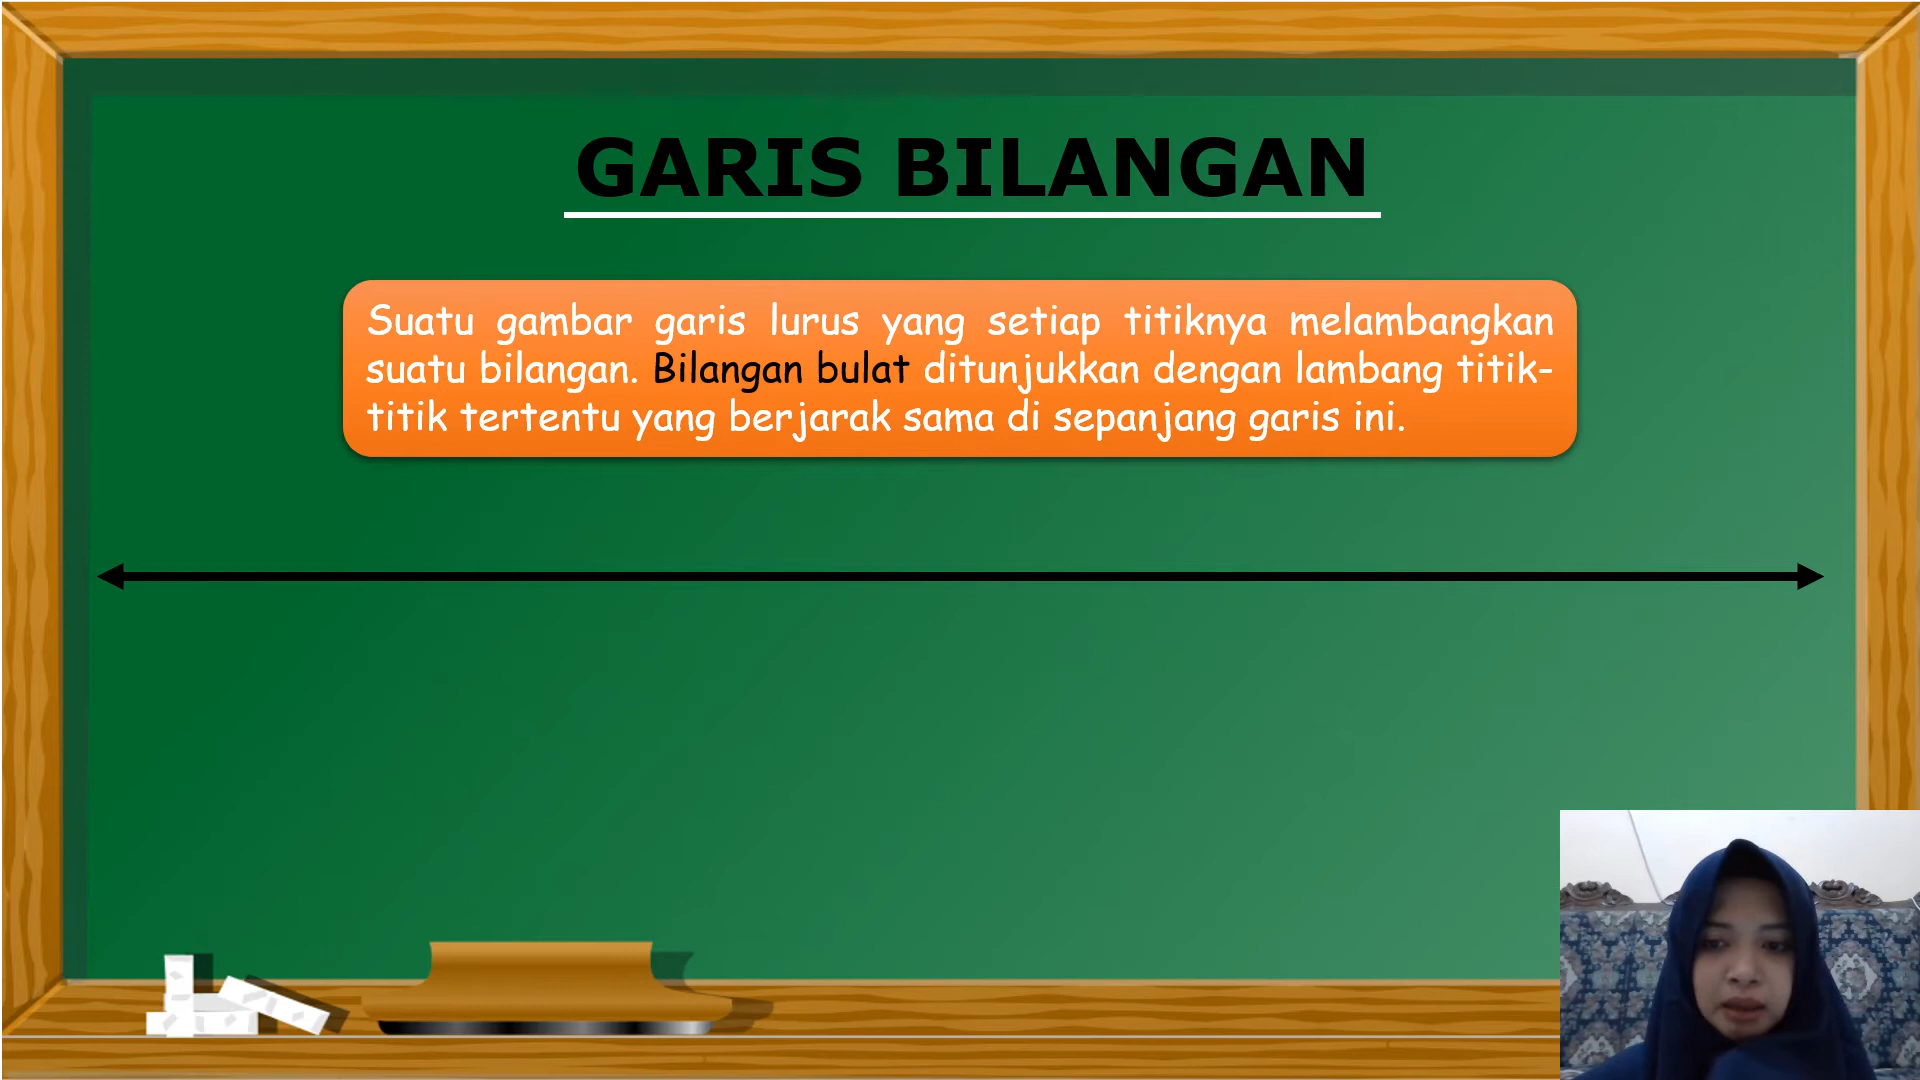 GARIS BILANGAN
Suatu gambar garis lurus yang setiap titiknya melambangkan
suatu bilangan. Bilangan bulat ditunjukkan dengan lambang titik-
titik tertentu yang berjarak sama di sepanjang garis ini.